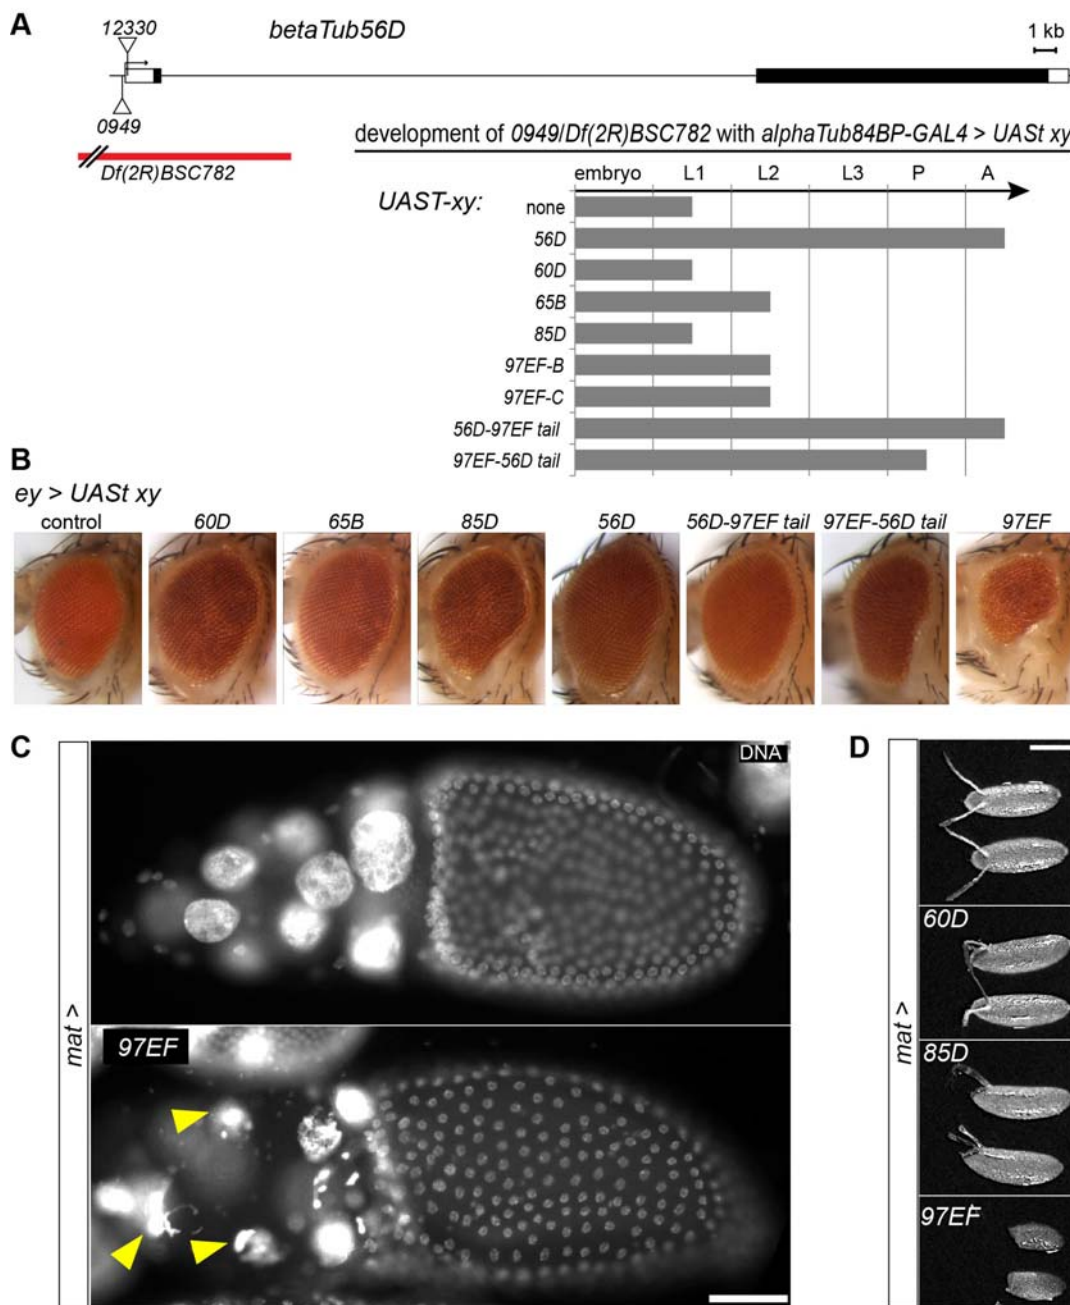 A
12330
betaTub56D
1 kb
0949
Df(2R)BSC782
development of 0949/Df(2R)BSC782 with alphaTub84BP-GAL4 > UASt xy
embryo L1 L2 L3 P A
UAST-xy:
none
56D
60D
65B
85D
97EF-B
97EF-C
56D-97EF tail
97EF-56D tail
B
ey > UASt xy
control 60D 65B 85D 56D 56D-97EF tail 97EF-56D tail 97EF
C
DNA
mat >
97EF
D
mat >
60D
85D
97EF